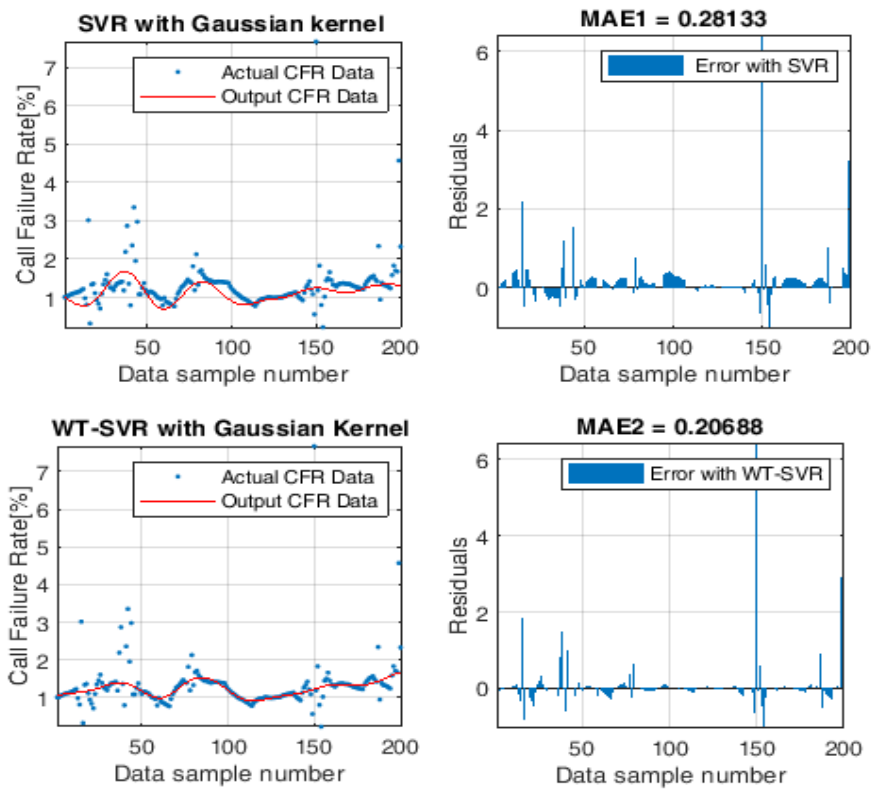 SVR with Gaussian kernel
7
6
5
4
3
2
1
Call Failure Rate[%]
Actual CFR Data
Output CFR Data
50
100
150
200
Data sample number
MAE1 = 0.28133
6
4
2
0
Residuals
Error with SVR
50
100
150
200
Data sample number
WT-SVR with Gaussian Kernel
7
6
5
4
3
2
1
Call Failure Rate[%]
Actual CFR Data
Output CFR Data
50
100
150
200
Data sample number
MAE2 = 0.20688
6
4
2
0
Residuals
Error with WT-SVR
50
100
150
200
Data sample number